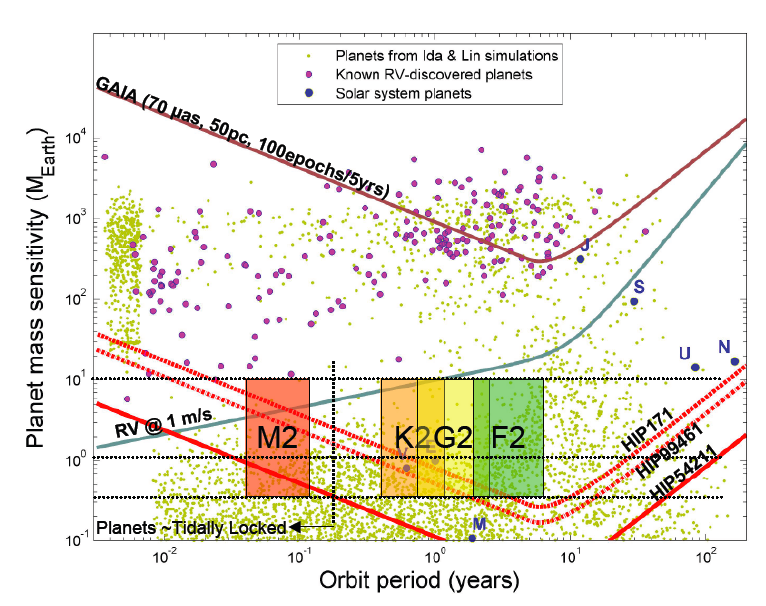 Planets from Ida & Lin simulations
Known RV-discovered planets
Solar system planets
GAIA (70 µas, 50pc, 100epochs/5yrs)
Planet mass sensitivity (M_Earth)
10^4
10^3
10^2
10^1
10^0
10^-1
J
S
U
N
RV @ 1 m/s
M2
K2
G2
F2
V
E
M
HIP171
HIP99461
HIP54211
Planets ~Tidally Locked
10^-2
10^-1
10^0
10^1
10^2
Orbit period (years)